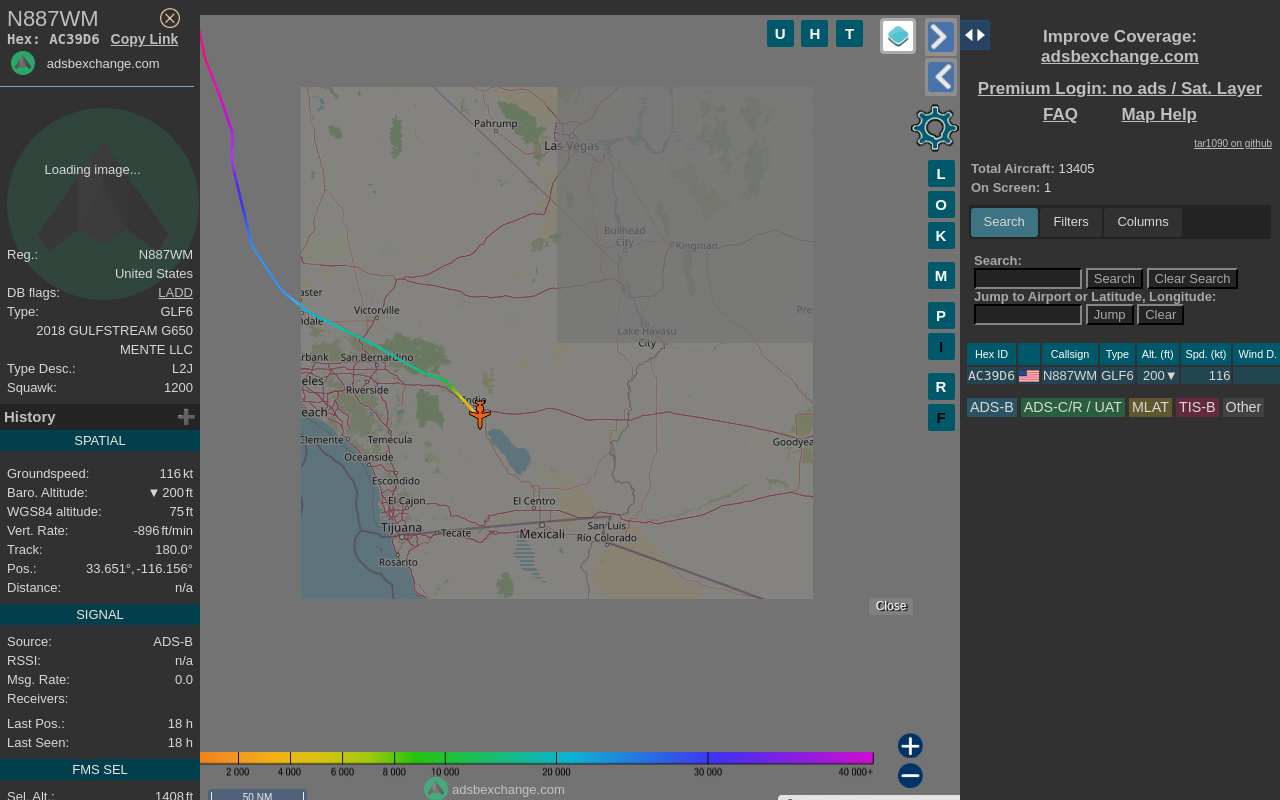 N887WM
Hex: AC39D6 Copy Link
adsbexchange.com
Loading image...
Reg.: N887WM
United States
DB flags: LADD
Type: GLF6
2018 GULFSTREAM G650
MENTE LLC
Type Desc.: L2J
Squawk: 1200
History
SPATIAL
Groundspeed: 116 kt
Baro. Altitude: ▼ 200 ft
WGS84 altitude: 75 ft
Vert. Rate: -896 ft/min
Track: 180.0°
Pos.: 33.651°, -116.156°
Distance: n/a
SIGNAL
Source: ADS-B
RSSI: n/a
Msg. Rate: 0.0
Receivers:
Last Pos.: 18 h
Last Seen: 18 h
FMS SEL
Sel. Alt.: 1408 ft
U H T
L
O
K
M
P
I
R
F
Pahrump
Las Vegas
Bullhead
City
Kingman
aster
Victorville
dale
Lake Havasu
City
Pre
rbank San Bernardino
eles
Riverside
Indio
each
Clemente Temecula
Oceanside
Goodyea
Escondido
El Cajon El Centro
Tijuana Tecate Mexicali San Luis
Río Colorado
Rosarito
Close
2 000 4 000 6 000 8 000 10 000 20 000 30 000 40 000+
50 NM
adsbexchange.com
Improve Coverage:
adsbexchange.com
Premium Login: no ads / Sat. Layer
FAQ Map Help
tar1090 on github
Total Aircraft: 13405
On Screen: 1
Search Filters Columns
Search:
Search Clear Search
Jump to Airport or Latitude, Longitude:
Jump Clear
Hex ID Callsign Type Alt. (ft) Spd. (kt) Wind D.
AC39D6 N887WM GLF6 200▼ 116
ADS-B ADS-C/R / UAT MLAT TIS-B Other